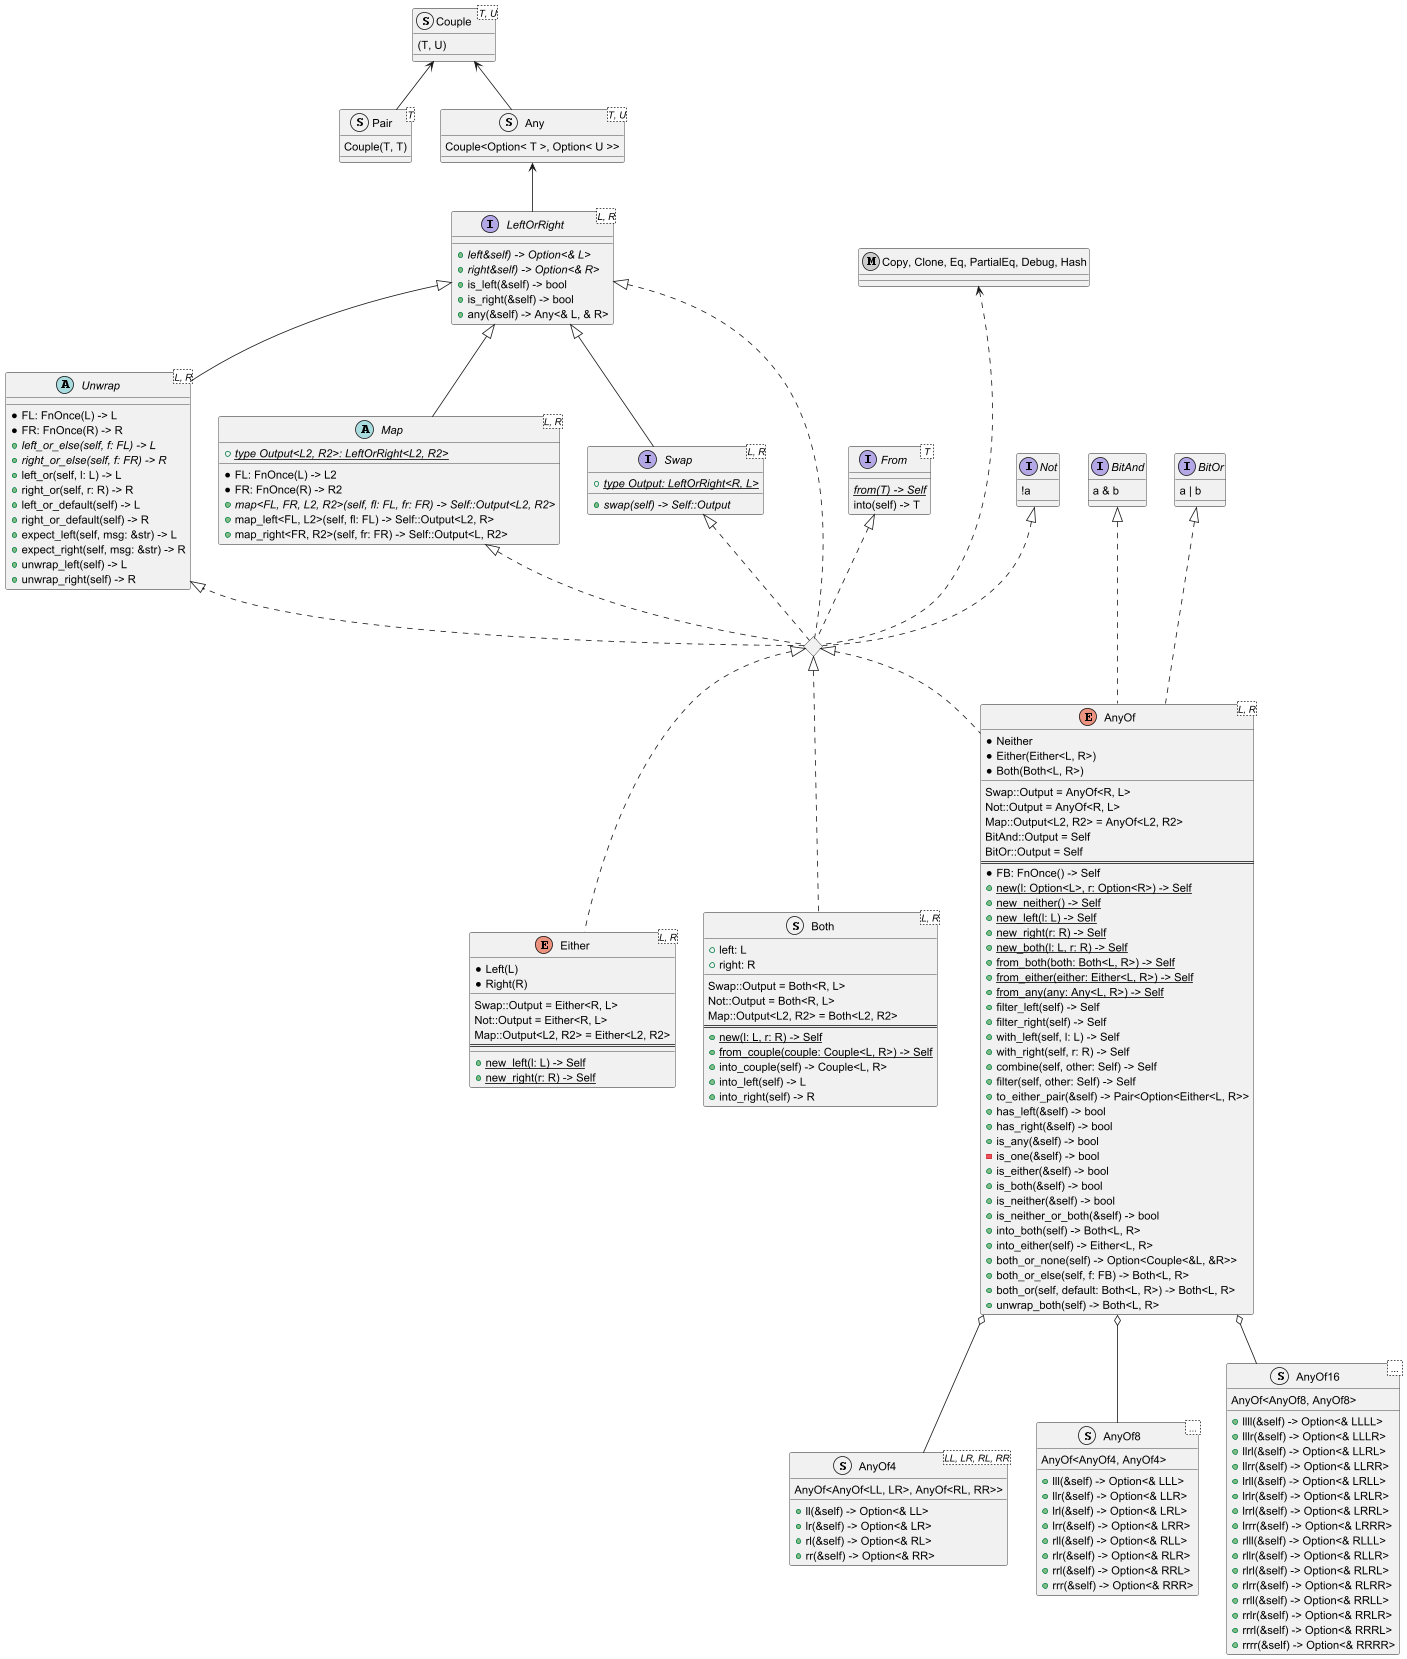 S Couple
T, U
(T, U)
S Pair
T
Couple(T, T)
S Any
T, U
Couple<Option< T >, Option< U >>
I LeftOrRight
L, R
left&self) -> Option<& L>
right&self) -> Option<& R>
is_left(&self) -> bool
is_right(&self) -> bool
any(&self) -> Any<& L, & R>
M Copy, Clone, Eq, PartialEq, Debug, Hash
A Unwrap
L, R
FL: FnOnce(L) -> L
FR: FnOnce(R) -> R
left_or_else(self, f: FL) -> L
right_or_else(self, f: FR) -> R
left_or(self, l: L) -> L
right_or(self, r: R) -> R
left_or_default(self) -> L
right_or_default(self) -> R
expect_left(self, msg: &str) -> L
expect_right(self, msg: &str) -> R
unwrap_left(self) -> L
unwrap_right(self) -> R
A Map
L, R
type Output<L2, R2>: LeftOrRight<L2, R2>
FL: FnOnce(L) -> L2
FR: FnOnce(R) -> R2
map<FL, FR, L2, R2>(self, fl: FL, fr: FR) -> Self::Output<L2, R2>
map_left<FL, L2>(self, fl: FL) -> Self::Output<L2, R>
map_right<FR, R2>(self, fr: FR) -> Self::Output<L, R2>
I Swap
L, R
type Output: LeftOrRight<R, L>
swap(self) -> Self::Output
I From
T
from(T) -> Self
into(self) -> T
I Not
!a
I BitAnd
a & b
I BitOr
a | b
E AnyOf
L, R
Neither
Either(Either<L, R>)
Both(Both<L, R>)
Swap::Output = AnyOf<R, L>
Not::Output = AnyOf<R, L>
Map::Output<L2, R2> = AnyOf<L2, R2>
BitAnd::Output = Self
BitOr::Output = Self
FB: FnOnce() -> Self
new(l: Option<L>, r: Option<R>) -> Self
new_neither() -> Self
new_left(l: L) -> Self
new_right(r: R) -> Self
new_both(l: L, r: R) -> Self
from_both(both: Both<L, R>) -> Self
from_either(either: Either<L, R>) -> Self
from_any(any: Any<L, R>) -> Self
filter_left(self) -> Self
filter_right(self) -> Self
with_left(self, l: L) -> Self
with_right(self, r: R) -> Self
combine(self, other: Self) -> Self
filter(self, other: Self) -> Self
to_either_pair(&self) -> Pair<Option<Either<L, R>>
has_left(&self) -> bool
has_right(&self) -> bool
is_any(&self) -> bool
is_one(&self) -> bool
is_either(&self) -> bool
is_both(&self) -> bool
is_neither(&self) -> bool
is_neither_or_both(&self) -> bool
into_both(self) -> Both<L, R>
into_either(self) -> Either<L, R>
both_or_none(self) -> Option<Couple<&L, &R>>
both_or_else(self, f: FB) -> Both<L, R>
both_or(self, default: Both<L, R>) -> Both<L, R>
unwrap_both(self) -> Both<L, R>
E Either
L, R
Left(L)
Right(R)
Swap::Output = Either<R, L>
Not::Output = Either<R, L>
Map::Output<L2, R2> = Either<L2, R2>
new_left(l: L) -> Self
new_right(r: R) -> Self
S Both
L, R
left: L
right: R
Swap::Output = Both<R, L>
Not::Output = Both<R, L>
Map::Output<L2, R2> = Both<L2, R2>
new(l: L, r: R) -> Self
from_couple(couple: Couple<L, R>) -> Self
into_couple(self) -> Couple<L, R>
into_left(self) -> L
into_right(self) -> R
S AnyOf4
LL, LR, RL, RR
AnyOf<AnyOf<LL, LR>, AnyOf<RL, RR>>
ll(&self) -> Option<& LL>
lr(&self) -> Option<& LR>
rl(&self) -> Option<& RL>
rr(&self) -> Option<& RR>
S AnyOf8
...
AnyOf<AnyOf4, AnyOf4>
lll(&self) -> Option<& LLL>
llr(&self) -> Option<& LLR>
lrl(&self) -> Option<& LRL>
lrr(&self) -> Option<& LRR>
rll(&self) -> Option<& RLL>
rlr(&self) -> Option<& RLR>
rrl(&self) -> Option<& RRL>
rrr(&self) -> Option<& RRR>
S AnyOf16
...
AnyOf<AnyOf8, AnyOf8>
llll(&self) -> Option<& LLLL>
lllr(&self) -> Option<& LLLR>
llrl(&self) -> Option<& LLRL>
llrr(&self) -> Option<& LLRR>
lrll(&self) -> Option<& LRLL>
lrlr(&self) -> Option<& LRLR>
lrrl(&self) -> Option<& LRRL>
lrrr(&self) -> Option<& LRRR>
rlll(&self) -> Option<& RLLL>
rllr(&self) -> Option<& RLLR>
rlrl(&self) -> Option<& RLRL>
rlrr(&self) -> Option<& RLRR>
rrll(&self) -> Option<& RRLL>
rrlr(&self) -> Option<& RRLR>
rrrl(&self) -> Option<& RRRL>
rrrr(&self) -> Option<& RRRR>